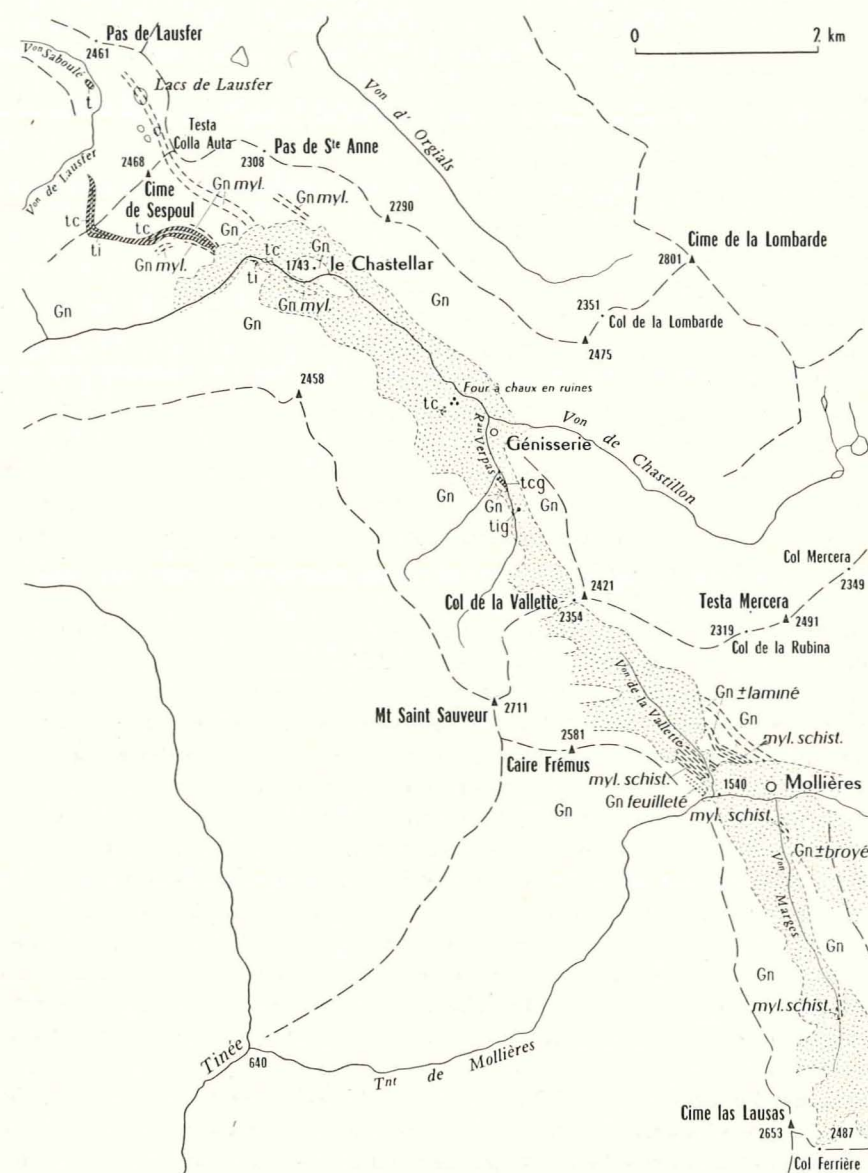 Pas de Lausfer
2461
0
2 km
Von Saboulé
t
Lacs de Lausfer
Von d' Orgials
Testa
Colla Auta
2308
Pas de Ste Anne
2468
Cime
de Sespoul
Von de Lausfer
Gn myl.
Gn myl.
2290
Cime de la Lombarde
2801
tc
ti
tc
Gn
Gn myl.
tc
Gn
1743
le Chastellar
ti
Gn myl.
Gn
Gn
Gn
2351
Col de la Lombarde
2475
2458
Four à chaux en ruines
tc
Génisserie
Von de Chastillon
Ren Verpas
tcg
Gn
Gn
Gn
tig
Col Mercera
2349
Col de la Vallette
2354
2421
Testa Mercera
2319
2491
Col de la Rubina
Von de la Vallette
Gn ± laminé
Gn
myl. schist.
Mt Saint Sauveur
2711
2581
Caire Frémus
myl. schist.
Gn feuilleté
Gn
1540
Mollières
myl. schist.
Gn ± broyé
Von Marges
Gn
Gn
myl. schist.
Tinée
640
Tnt de Mollières
Cime las Lausas
2653
2487
Col Ferrière